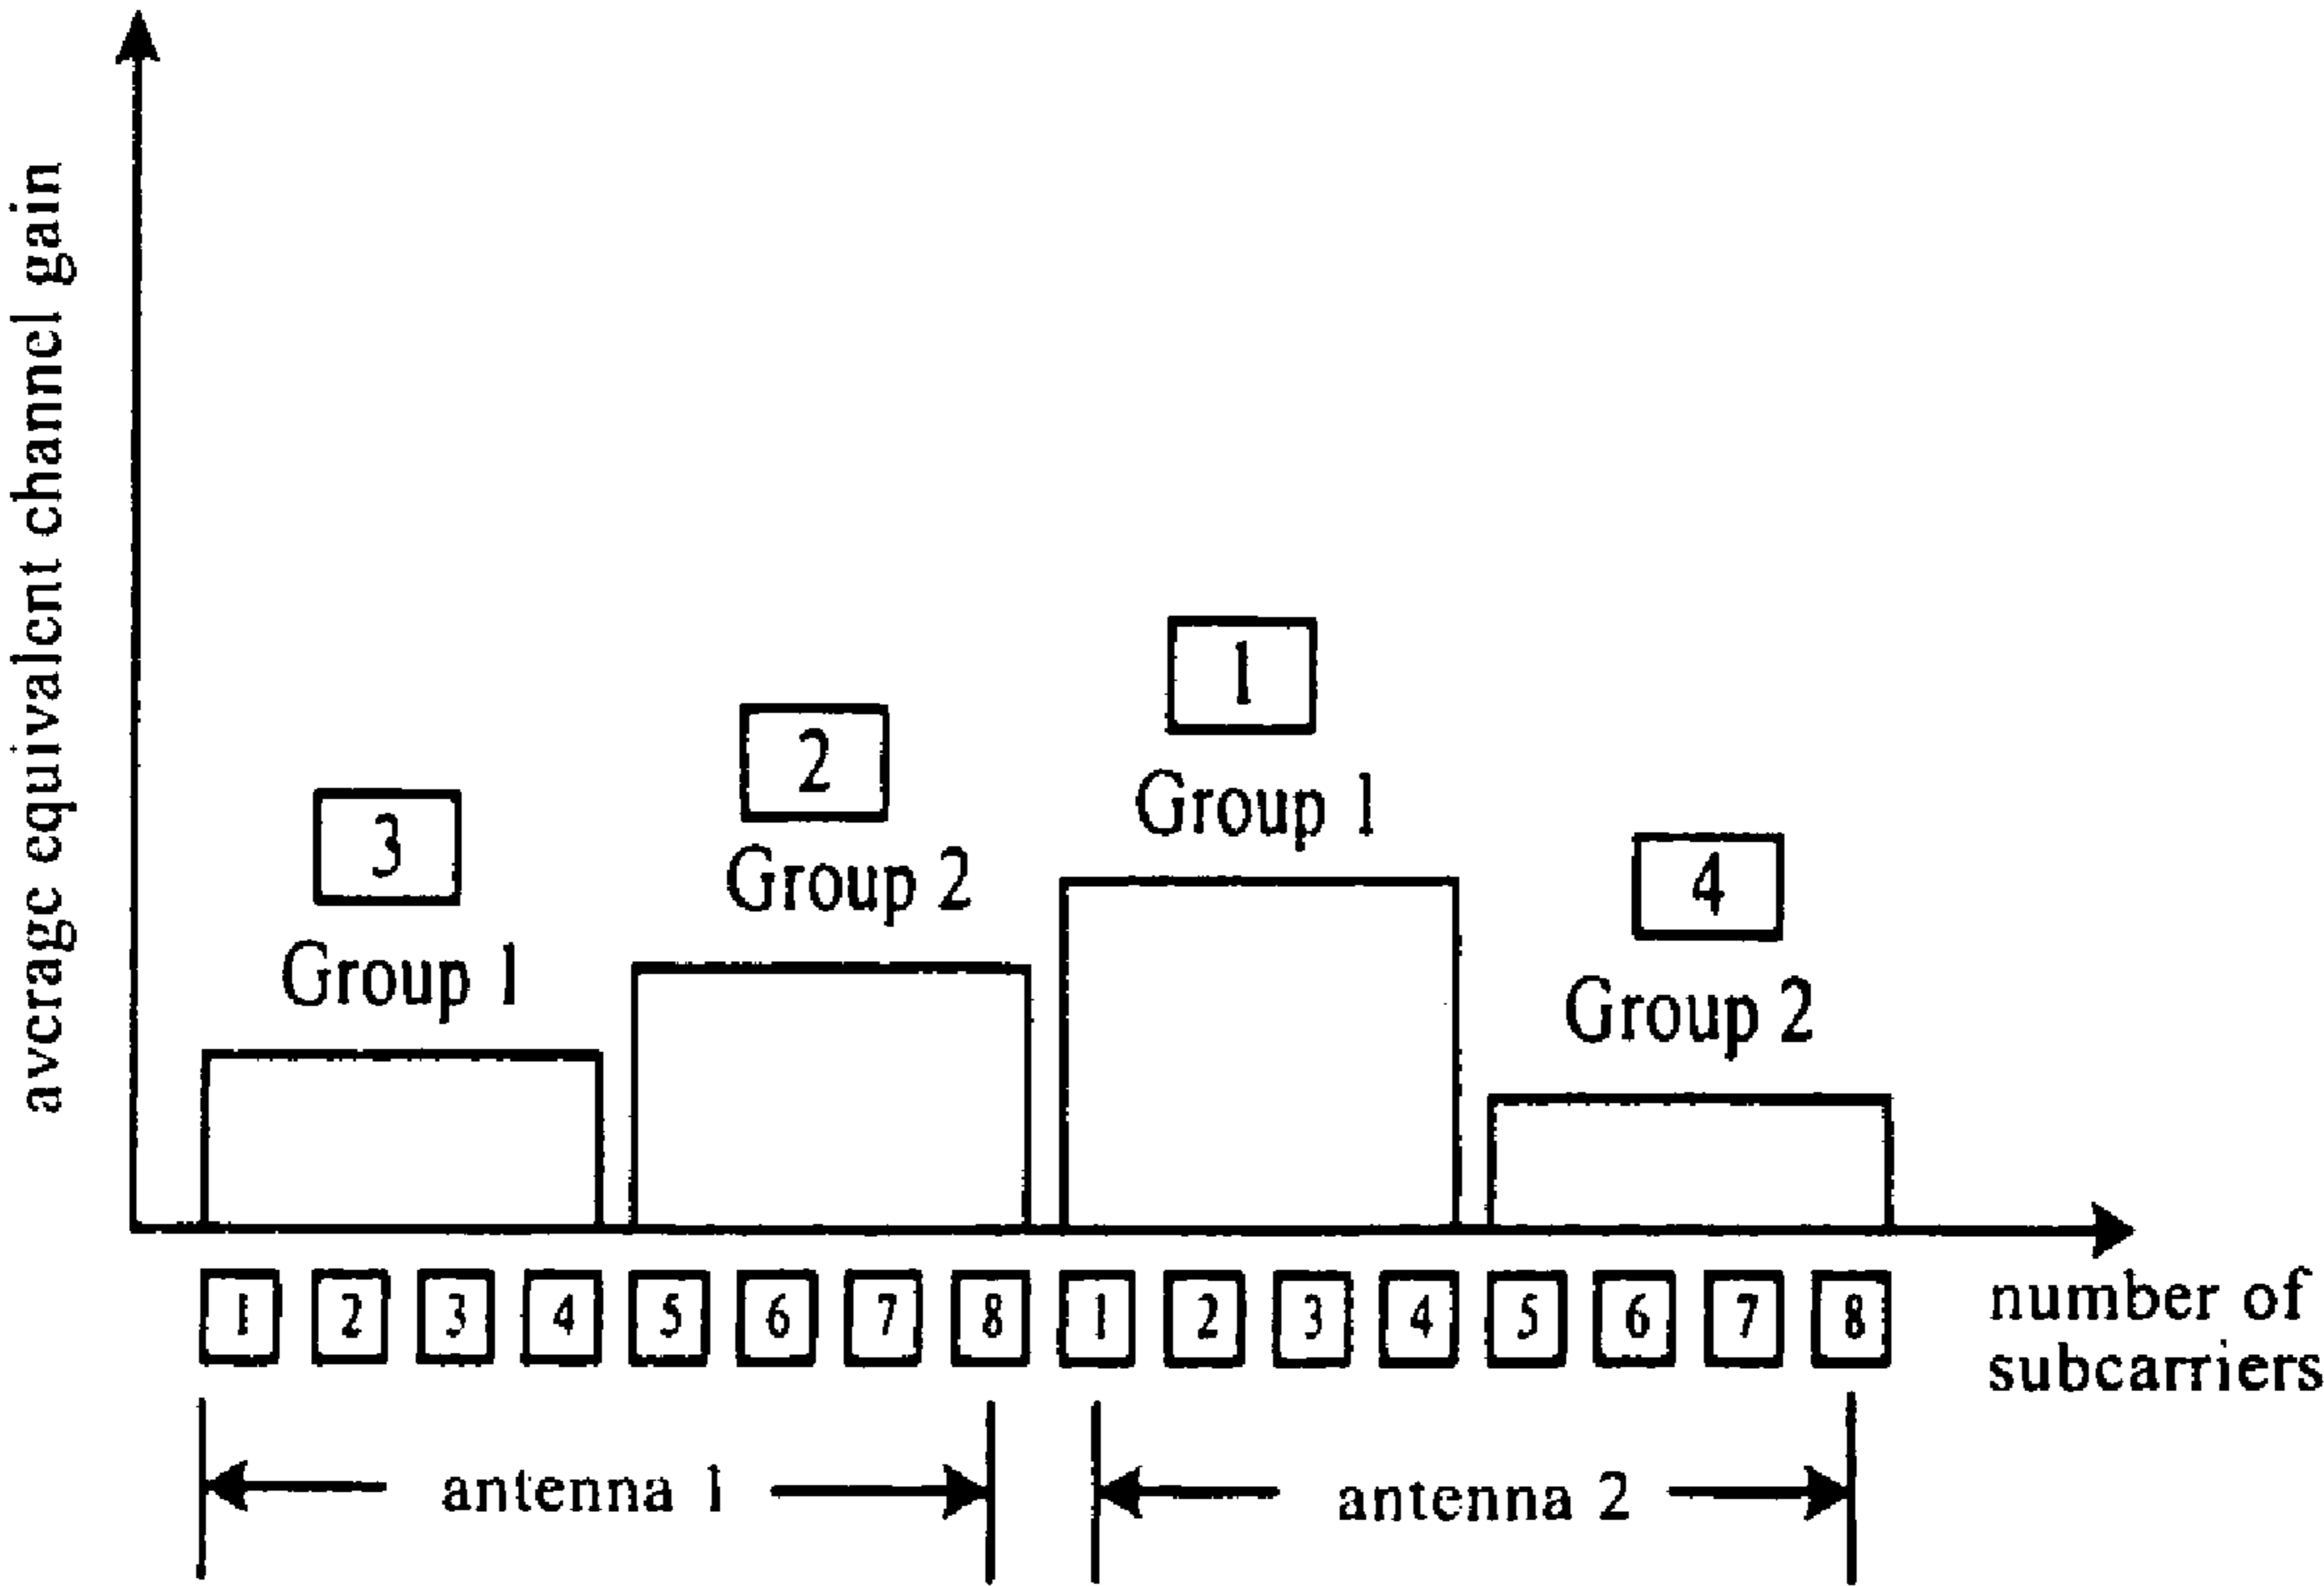 average equivalent channel gain
1
2
3
4
Group 1
Group 2
Group 1
Group 2
1 2 3 4 5 6 7 8 1 2 3 4 5 6 7 8
number of
subcarriers
antenna 1
antenna 2